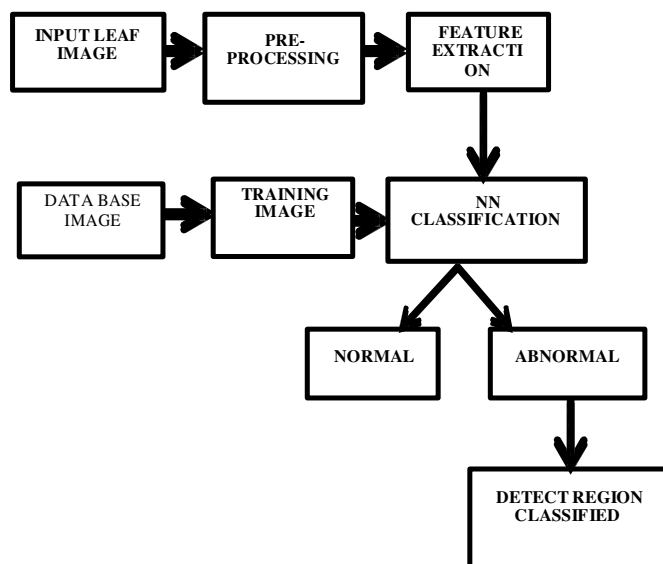 INPUT LEAF
IMAGE
PRE-
PROCESSING
FEATURE
EXTRACTI
ON
DATA BASE
IMAGE
TRAINING
IMAGE
NN
CLASSIFICATION
NORMAL
ABNORMAL
DETECT REGION
CLASSIFIED